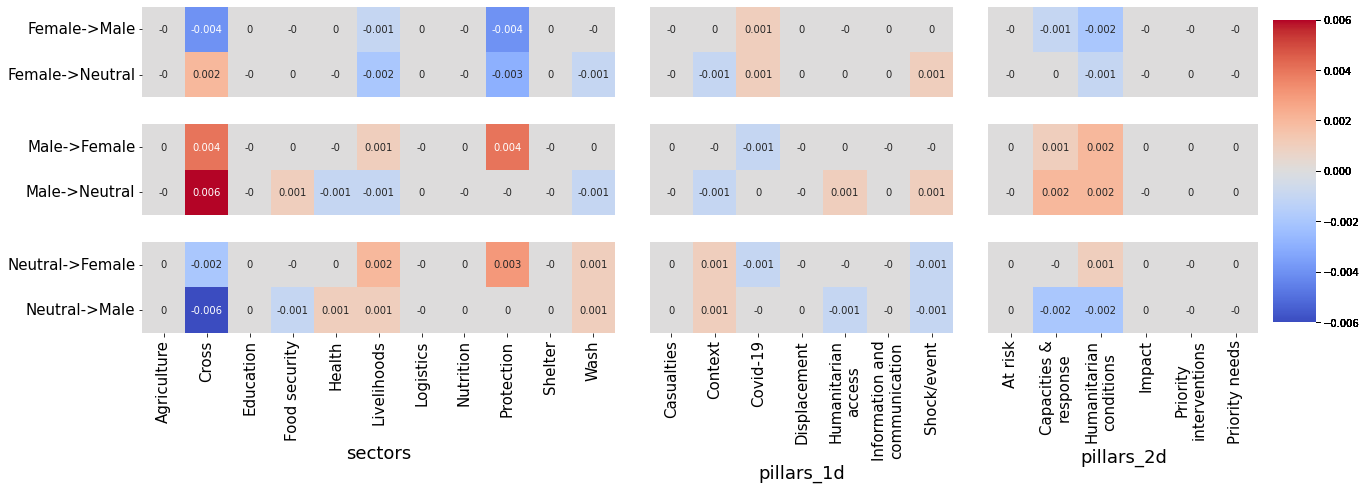 Female->Male -0 -0.004 0 -0 -0.001 0 -0 -0.004 0 -0 -0 0 0.001 0 -0 0 0 -0 -0.001 -0.002 0 -0 0 0.006
Female->Neutral -0 0.002 -0 0 -0.002 0 -0 -0.003 0 -0.001 -0 -0.001 0.001 0 0 0 0.001 -0 0 -0.001 -0 0 -0 0.004
Male->Female 0 0.004 -0 0 0.001 -0 0 0.004 -0 0 0 -0 -0.001 -0 0 -0 -0 0 0.001 0.002 -0 0 -0 0.002
Male->Neutral -0 0.006 -0 0.001 -0.001 -0.001 0 -0 -0 -0 -0.001 -0 -0.001 0 0 0.001 0 0.001 -0 0.002 0.002 -0 0 -0 0.000
Neutral->Female 0 -0.002 0 -0 0 0.002 -0 0 0.003 -0 0.001 0 0.001 -0.001 -0 -0 -0 -0.001 0 -0 0.001 0 -0 0 -0.002
Neutral->Male 0 -0.006 0 -0.001 0.001 0.001 -0 0 0 0 0.001 0 0.001 -0 0 -0.001 -0 -0.001 0 -0.002 -0.002 0 -0 0 -0.004
-0.006
Agriculture
Cross
Education
Food security
Health
Livelihoods
Logistics
Nutrition
Protection
Shelter
Wash
sectors
Casualties
Context
Covid-19
Displacement
Humanitarian
access
Information and
communication
Shock/event
pillars_1d
At risk
Capacities &
response
Humanitarian
conditions
Impact
Priority
interventions
Priority needs
pillars_2d